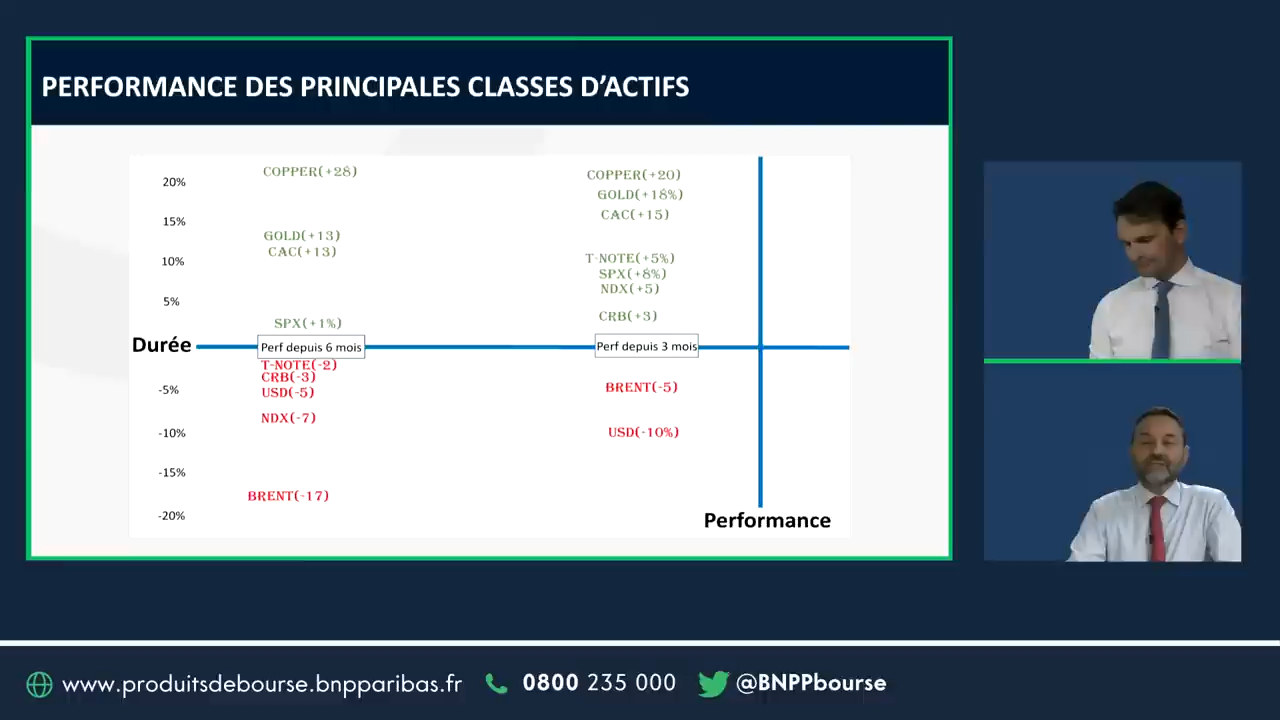 PERFORMANCE DES PRINCIPALES CLASSES D'ACTIFS
20%
15%
10%
5%
-5%
-10%
-15%
-20%
COPPER(+28)
GOLD(+13)
CAC(+13)
SPX(+1%)
Durée
Perf depuis 6 mois
T-NOTE(-2)
CRB(-3)
USD(-5)
NDX(-7)
BRENT(-17)
COPPER(+20)
GOLD(+18%)
CAC(+15)
T-NOTE(+5%)
SPX(+8%)
NDX(+5)
CRB(+3)
Perf depuis 3 mois
BRENT(-5)
USD(-10%)
Performance
www.produitsdebourse.bnpparibas.fr
0800 235 000
@BNPPbourse